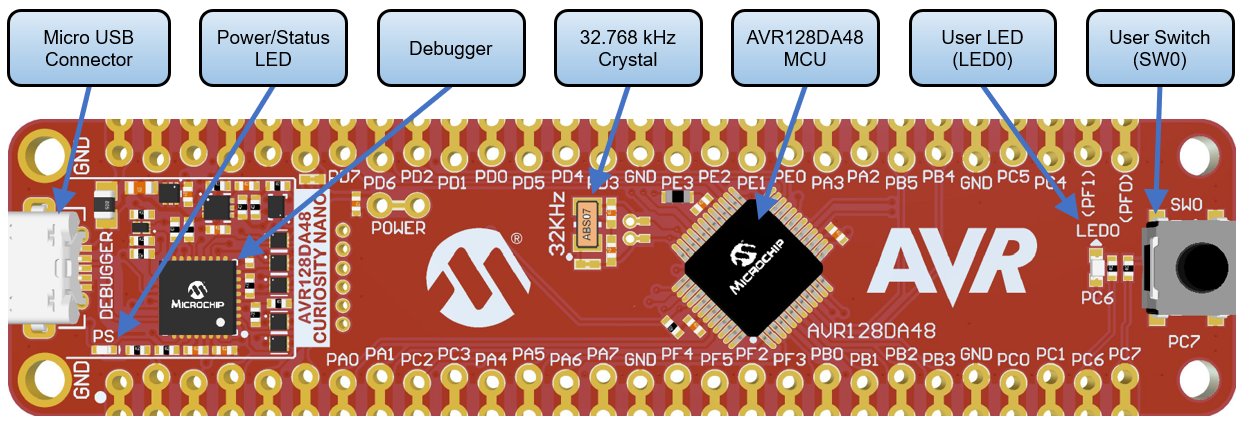 Micro USB
Connector
Power/Status
LED
Debugger
32.768 kHz
Crystal
AVR128DA48
MCU
User LED
(LED0)
User Switch
(SW0)
GND
PD7
PD6
PD2
PD1
PD0
PD5
PD4
PD3
GND
PF3
PE2
PE1
PE0
PA3
PA2
PB5
PB4
GND
PC5
PC4
(PF1)
(PF0)
SW0
POWER
32KHz
ABS07
DEBUGGER
AVR128DA48
CURIOSITY NANO
MICROCHIP
®
MICROCHIP
AVR
LED0
PC6
PS
AVR128DA48
PC7
GND
PA0
PA1
PC2
PC3
PA4
PA5
PA6
PA7
GND
PF4
PF5
PF2
PF3
PB0
PB1
PB2
PB3
GND
PC0
PC1
PC6
PC7